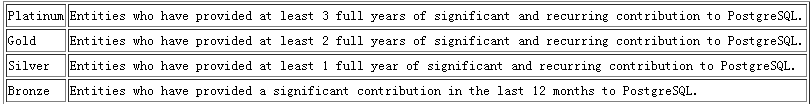 Platinum Entities who have provided at least 3 full years of significant and recurring contribution to PostgreSQL.
Gold Entities who have provided at least 2 full years of significant and recurring contribution to PostgreSQL.
Silver Entities who have provided at least 1 full year of significant and recurring contribution to PostgreSQL.
Bronze Entities who have provided a significant contribution in the last 12 months to PostgreSQL.